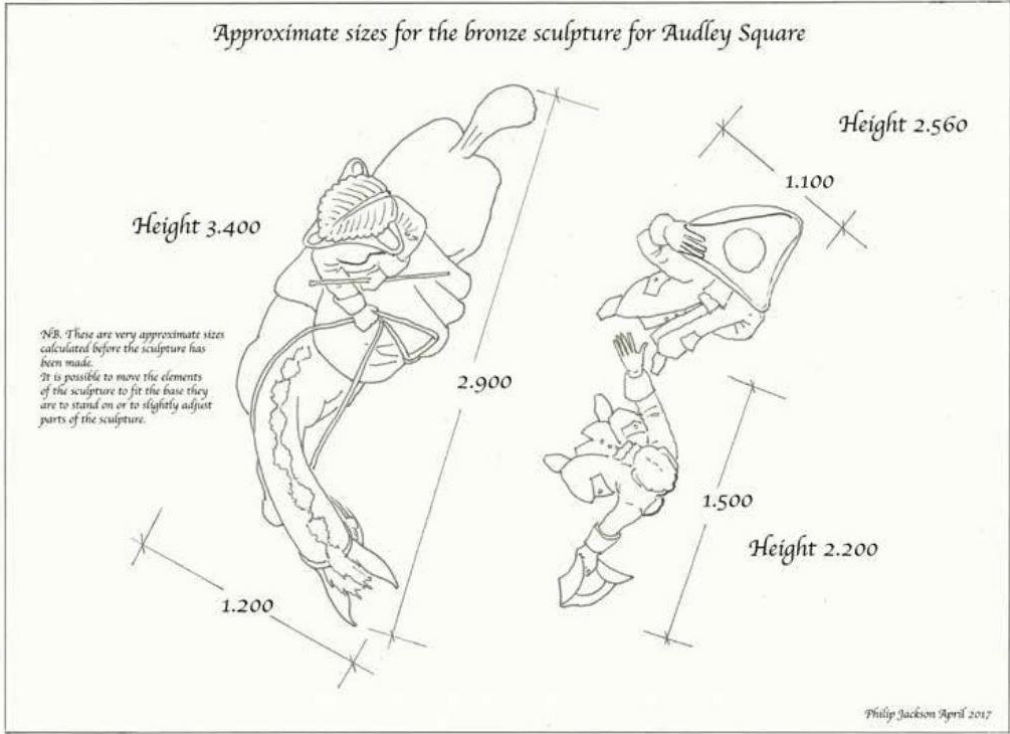 Approximate sizes for the bronze sculpture for Audley Square
Height 2.560
1.100
Height 3.400
NB. These are very approximate sizes
calculated before the sculpture has
been made.
It is possible to move the elements
of the sculpture to fit the base they
are to stand on or to slightly adjust
parts of the sculpture.
2.900
1.500
Height 2.200
1.200
Philip Jackson April 2017